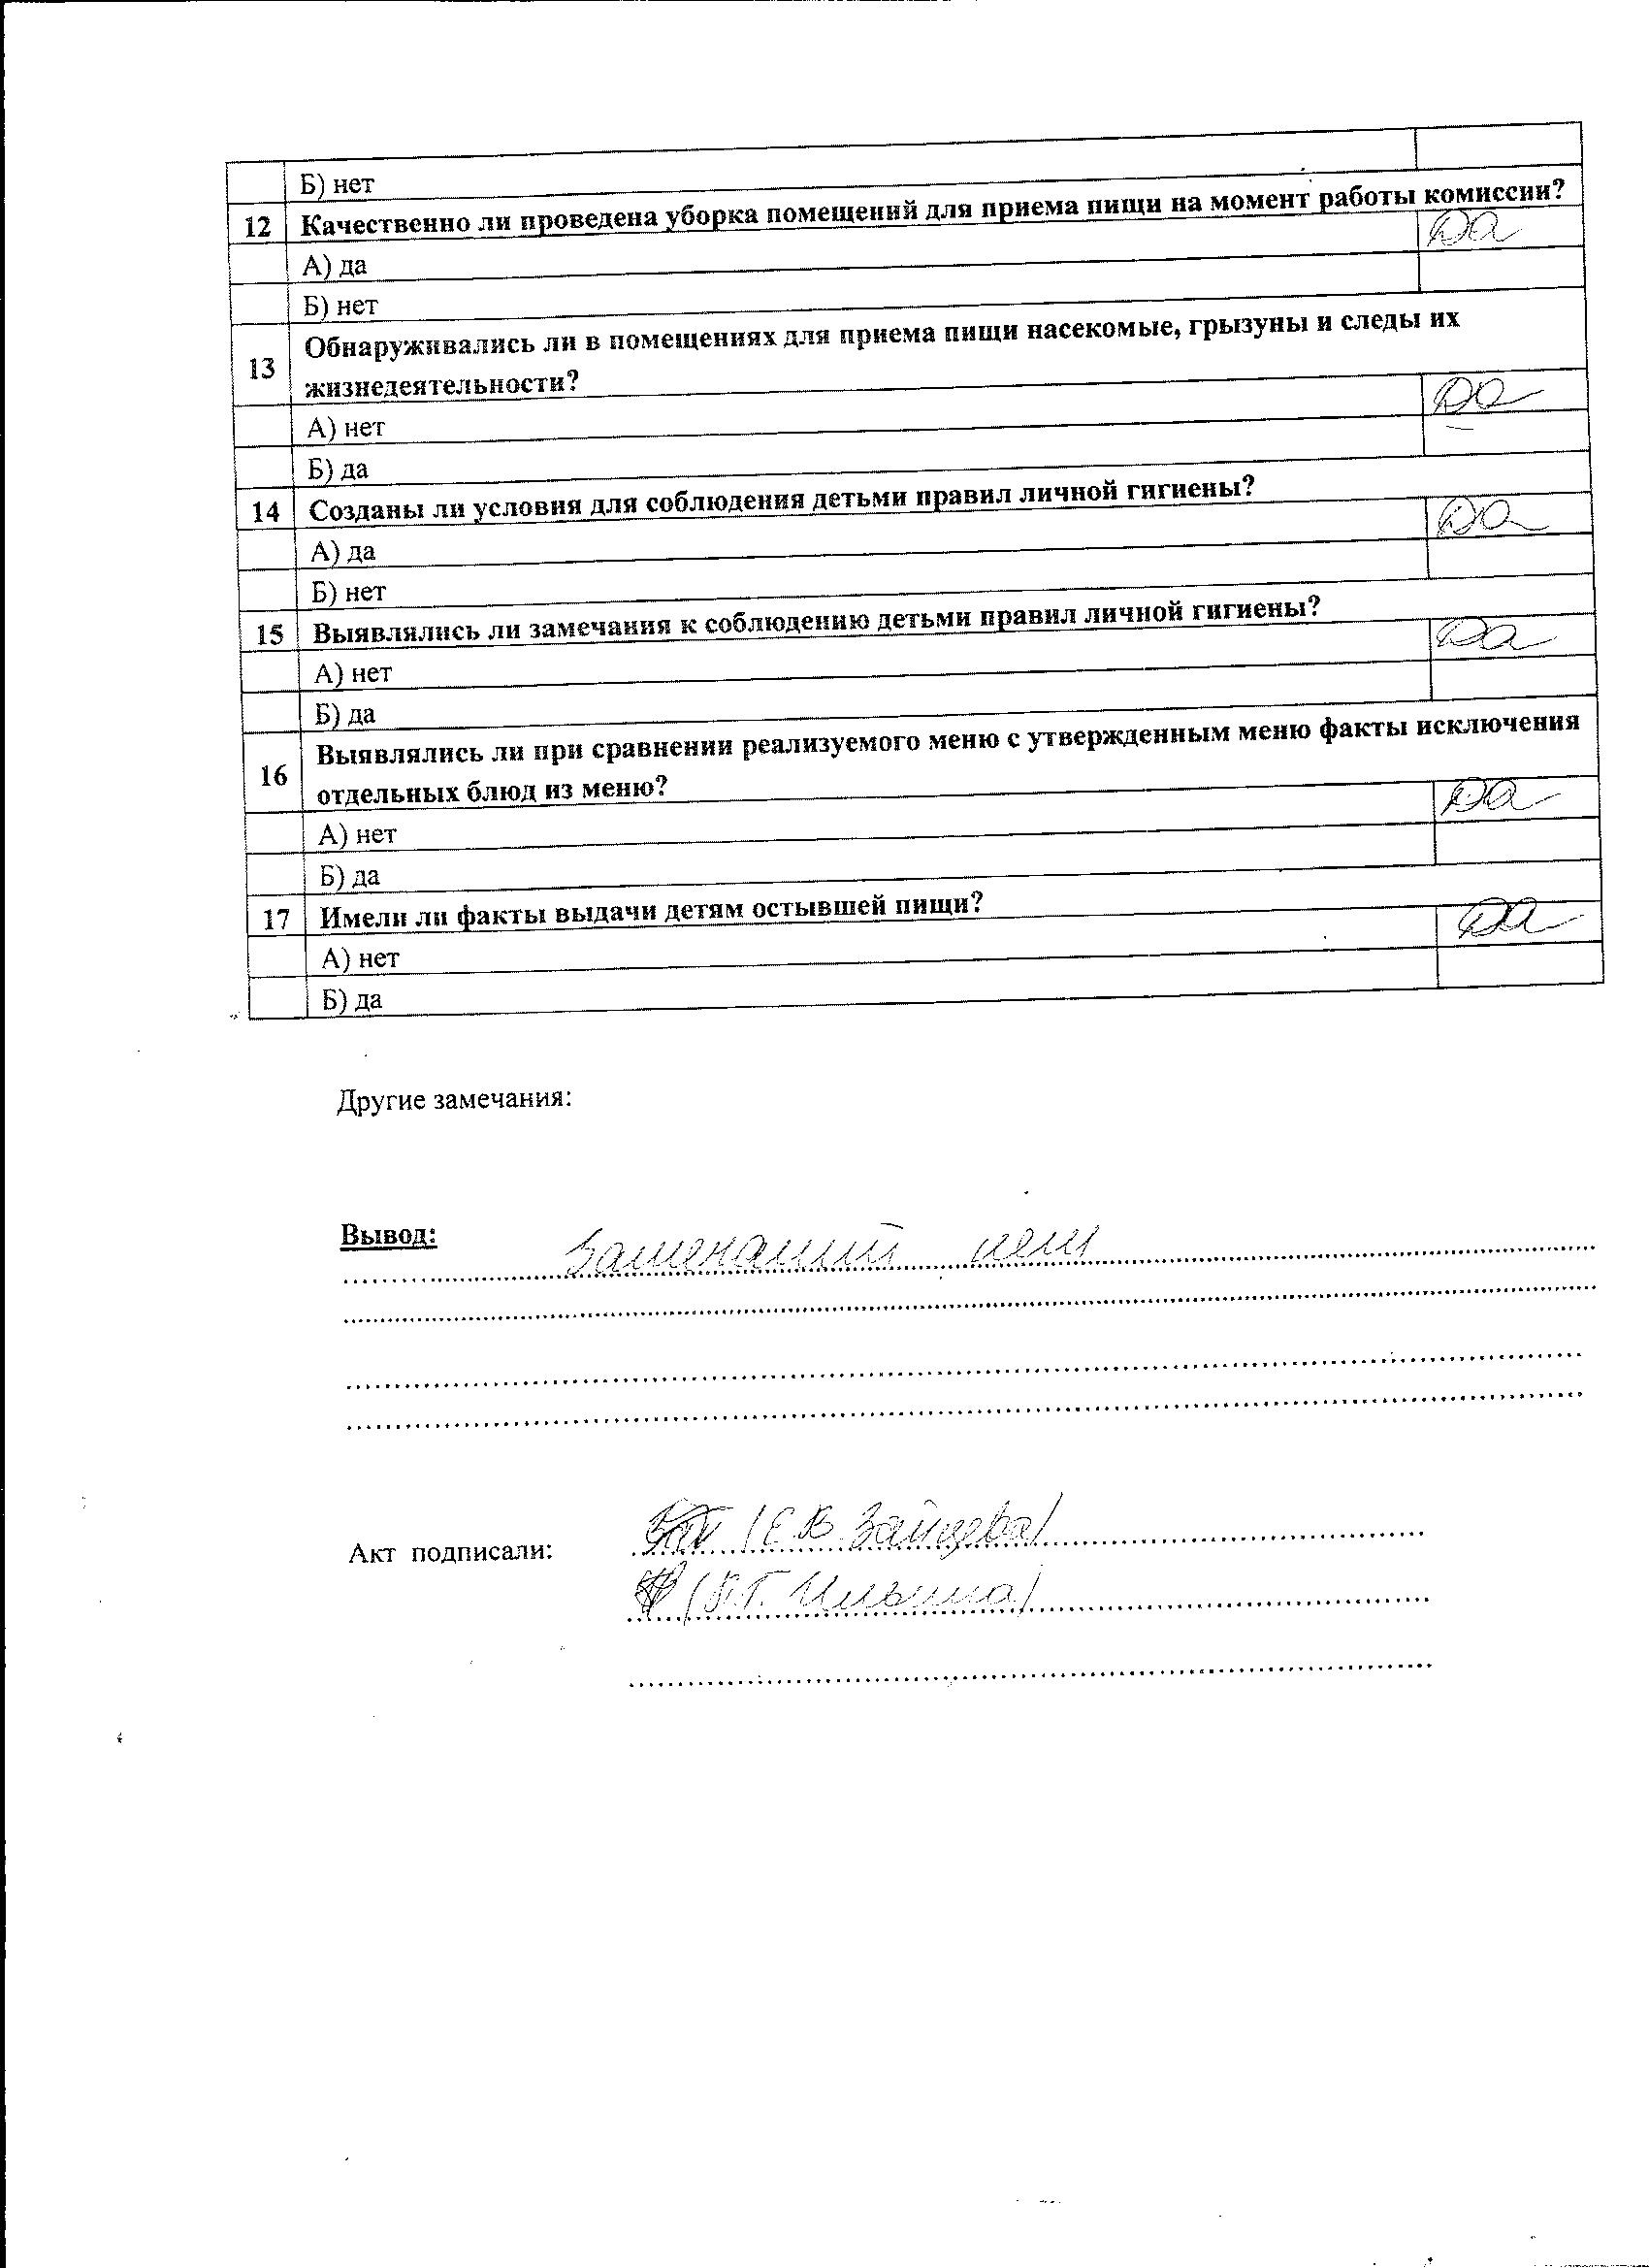 Б) нет
12 Качественно ли проведена уборка помещений для приема пищи на момент работы комиссии?
А) да Да
Б) нет
13 Обнаруживались ли в помещениях для приема пищи насекомые, грызуны и следы их
жизнедеятельности?
А) нет Да
Б) да
14 Созданы ли условия для соблюдения детьми правил личной гигиены?
А) да Да
Б) нет
15 Выявлялись ли замечания к соблюдению детьми правил личной гигиены?
А) нет Да
Б) да
16 Выявлялись ли при сравнении реализуемого меню с утвержденным меню факты исключения
отдельных блюд из меню?
А) нет Да
Б) да
17 Имели ли факты выдачи детям остывшей пищи?
А) нет Да
Б) да
Другие замечания:
Вывод:
Замечаний нет
Акт подписали: (Е В Зайцева)
Ильина)